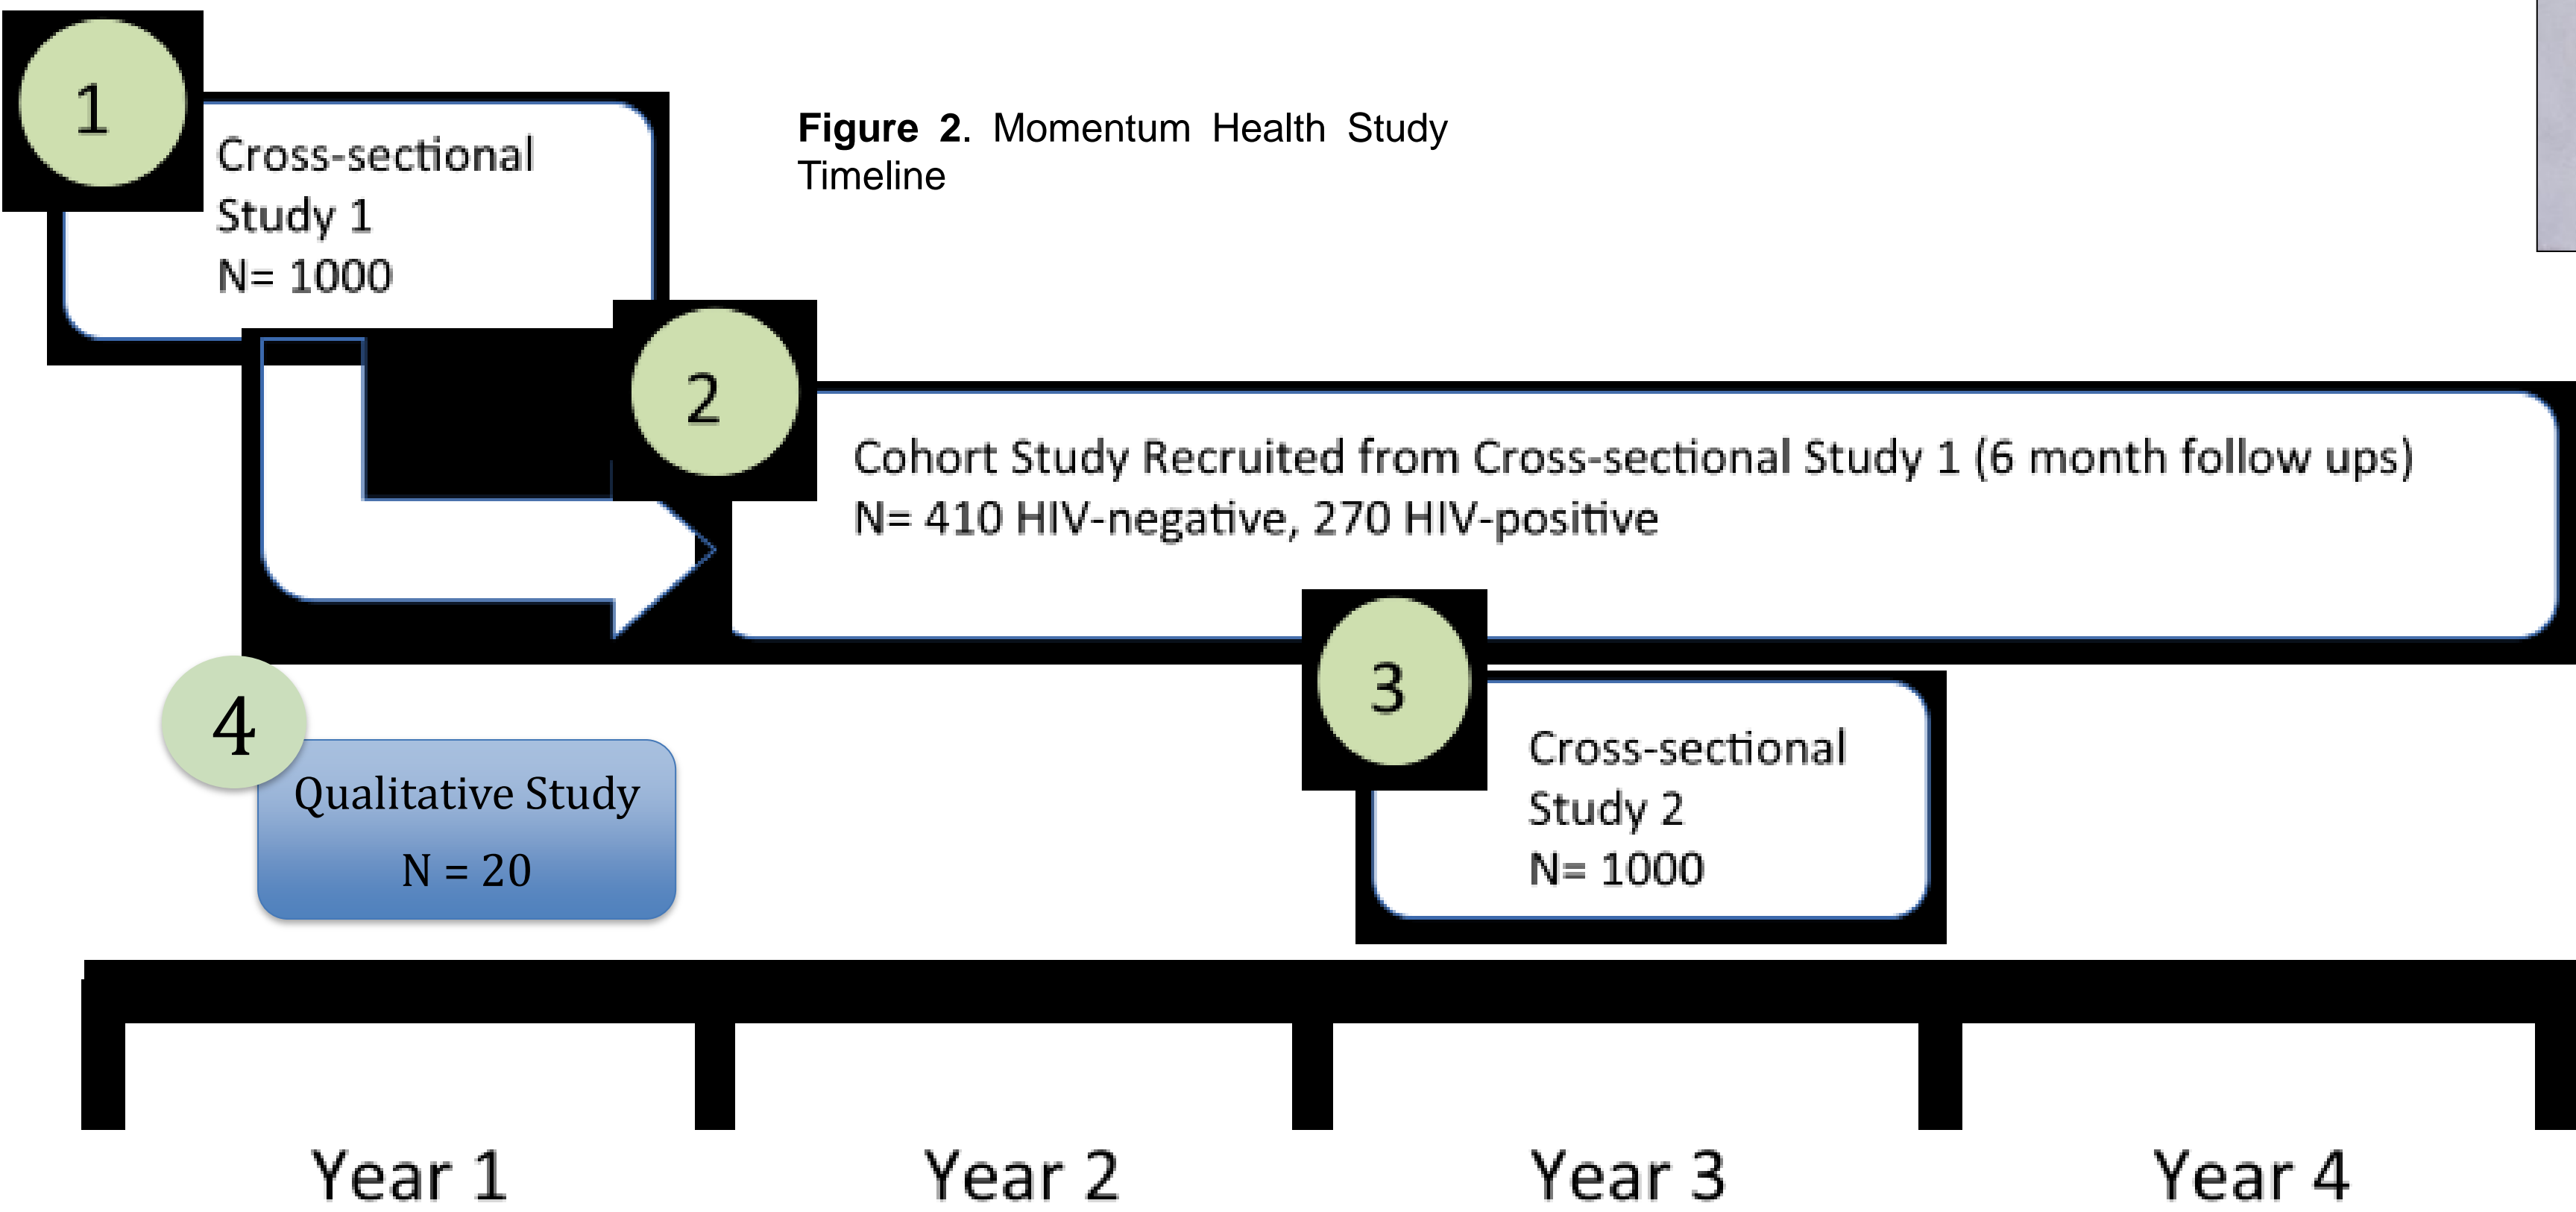 1
Cross-sectional
Study 1
N= 1000
Figure 2. Momentum Health Study
Timeline
2
Cohort Study Recruited from Cross-sectional Study 1 (6 month follow ups)
N= 410 HIV-negative, 270 HIV-positive
3
Cross-sectional
Study 2
N= 1000
4
Qualitative Study
N = 20
Year 1
Year 2
Year 3
Year 4